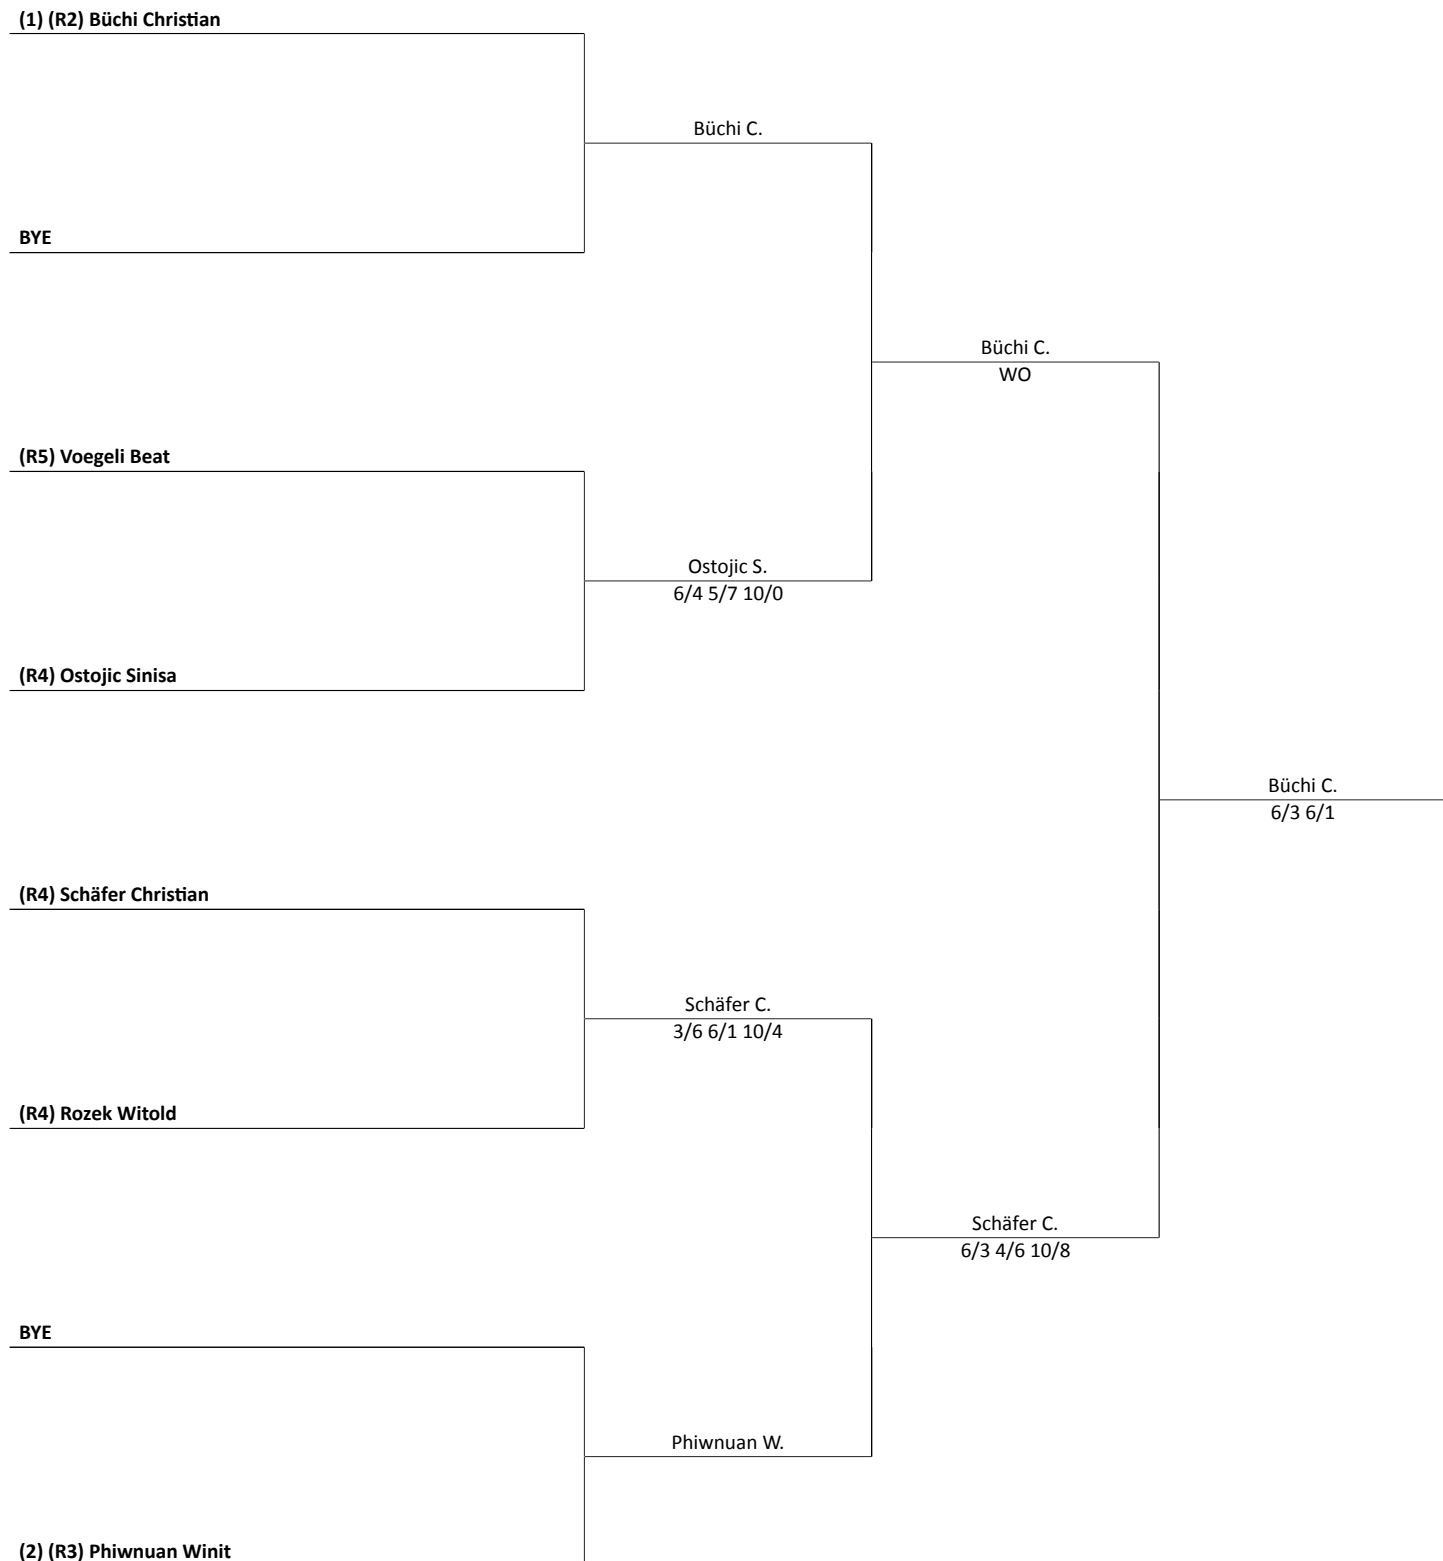 (1) (R2) Büchi Christian
Büchi C.
BYE
Büchi C.
WO
(R5) Voegeli Beat
Ostojic S.
6/4 5/7 10/0
(R4) Ostojic Sinisa
Büchi C.
6/3 6/1
(R4) Schäfer Christian
Schäfer C.
3/6 6/1 10/4
(R4) Rozek Witold
Schäfer C.
6/3 4/6 10/8
BYE
Phiwnuan W.
(2) (R3) Phiwnuan Winit